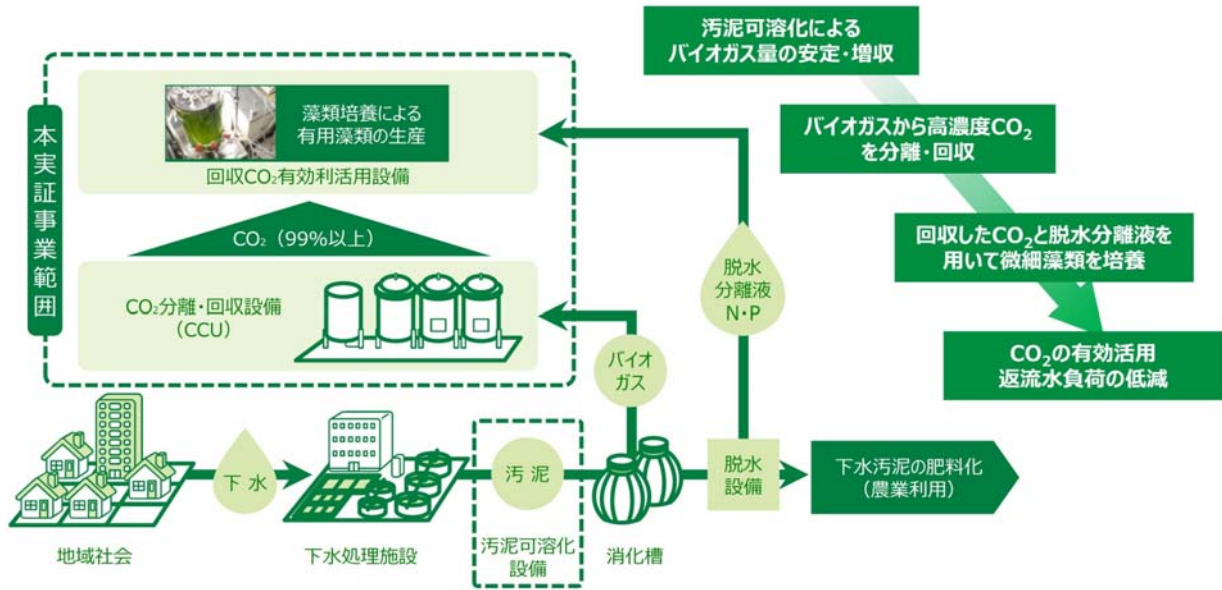 本実証事業範囲
藻類培養による
有用藻類の生産
回収CO₂有効利活用設備
CO₂（99%以上）
CO₂分離・回収設備
（CCU）
汚泥可溶化による
バイオガス量の安定・増収
バイオガスから高濃度CO₂
を分離・回収
回収したCO₂と脱水分離液を
用いて微細藻類を培養
CO₂の有効活用
返流水負荷の低減
脱水
分離液
N・P
バイオ
ガス
地域社会
下水
下水処理施設
汚泥
汚泥可溶化
設備
消化槽
脱水
設備
下水汚泥の肥料化
（農業利用）